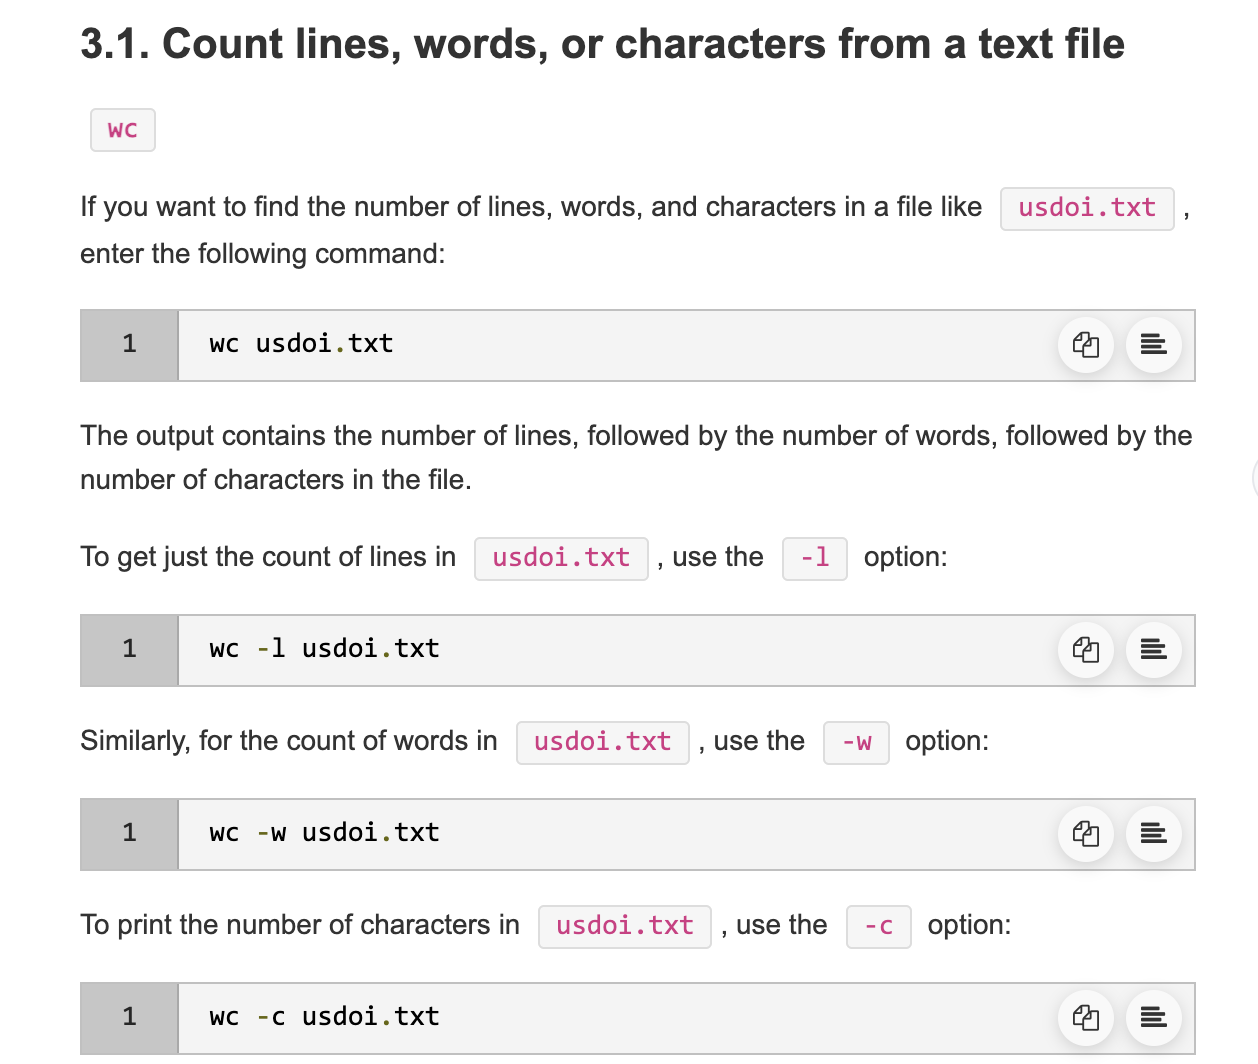 3.1. Count lines, words, or characters from a text file
wc
If you want to find the number of lines, words, and characters in a file like usdoi.txt ,
enter the following command:
1 wc usdoi.txt
The output contains the number of lines, followed by the number of words, followed by the
number of characters in the file.
To get just the count of lines in usdoi.txt , use the -l option:
1 wc -l usdoi.txt
Similarly, for the count of words in usdoi.txt , use the -w option:
1 wc -w usdoi.txt
To print the number of characters in usdoi.txt , use the -c option:
1 wc -c usdoi.txt